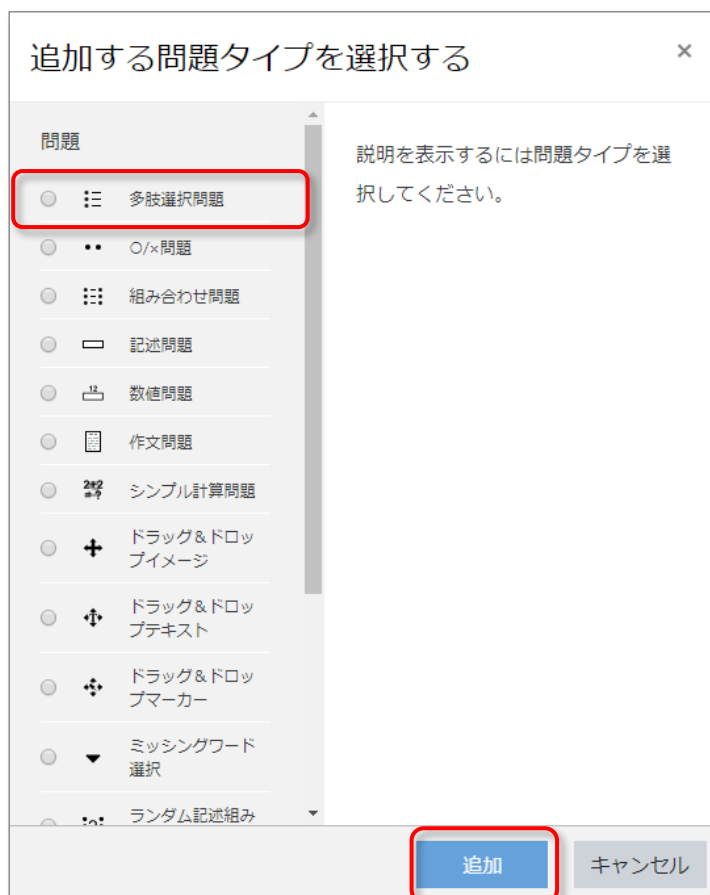 追加する問題タイプを選択する
×
問題
説明を表示するには問題タイプを選
択してください。
多肢選択問題
○/×問題
組み合わせ問題
記述問題
12
数値問題
作文問題
2+2
=?
シンプル計算問題
ドラッグ&ドロッ
プイメージ
ドラッグ&ドロッ
プテキスト
ドラッグ&ドロッ
プマーカー
ミッシングワード
選択
ランダム記述組み
追加
キャンセル